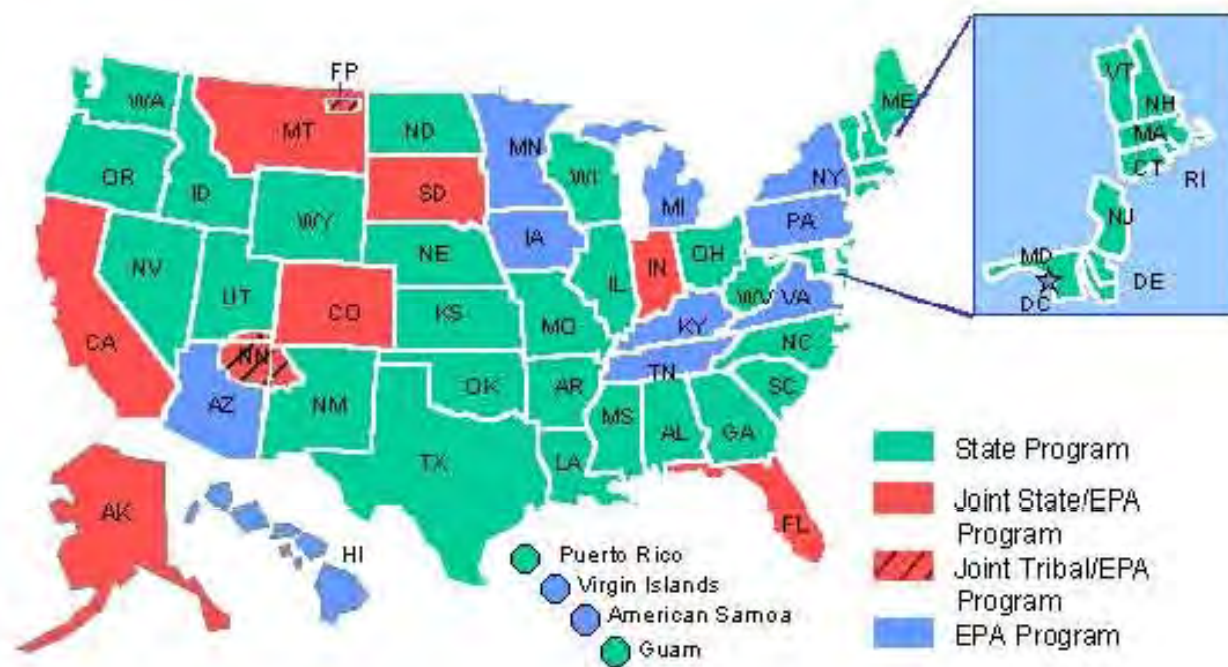 FP
WA
MT
ND
MN
ME
VT
NH
MA
CT
RI
OR
ID
WY
SD
WI
MI
NY
PA
NJ
MD
DE
DC
NV
UT
NE
IA
IL
IN
OH
WV
VA
CA
CO
KS
MO
KY
NC
TN
NN
AZ
NM
OK
AR
SC
MS
AL
GA
TX
LA
FL
AK
HI
Puerto Rico
Virgin Islands
American Samoa
Guam
State Program
Joint State/EPA
Program
Joint Tribal/EPA
Program
EPA Program